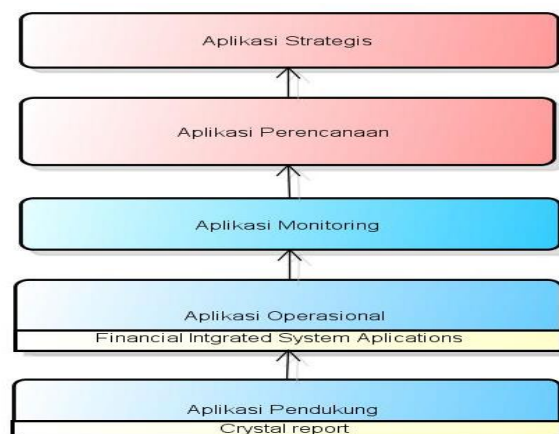 Aplikasi Strategis
Aplikasi Perencanaan
Aplikasi Monitoring
Aplikasi Operasional
Financial Intgrated System Aplications
Aplikasi Pendukung
Crystal report